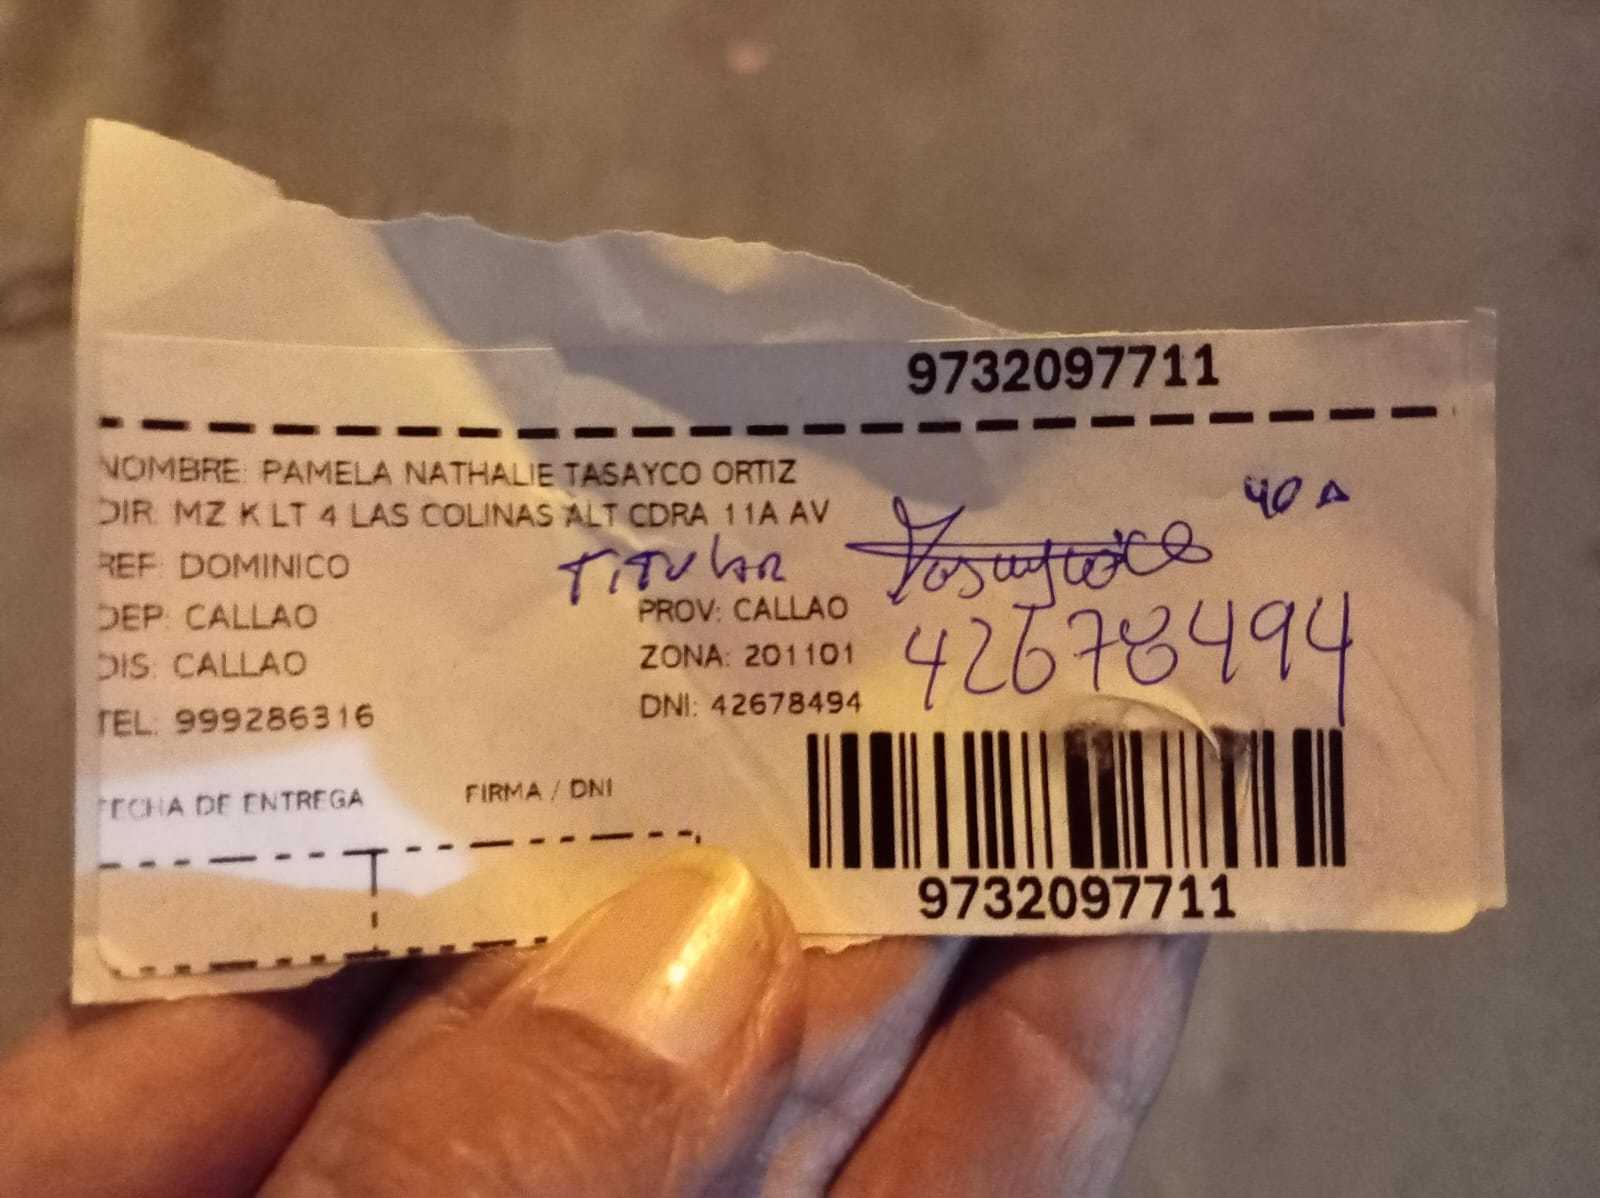 9732097711
NOMBRE: PAMELA NATHALIE TASAYCO ORTIZ
DIR: MZ K LT 4 LAS COLINAS ALT CDRA 11A AV
40 A
REF: DOMINICO
TITULAR
Tasayco
DEP: CALLAO
PROV: CALLAO
42678494
DIS: CALLAO
ZONA: 201101
TEL: 999286316
DNI: 42678494
FECHA DE ENTREGA
FIRMA / DNI
9732097711